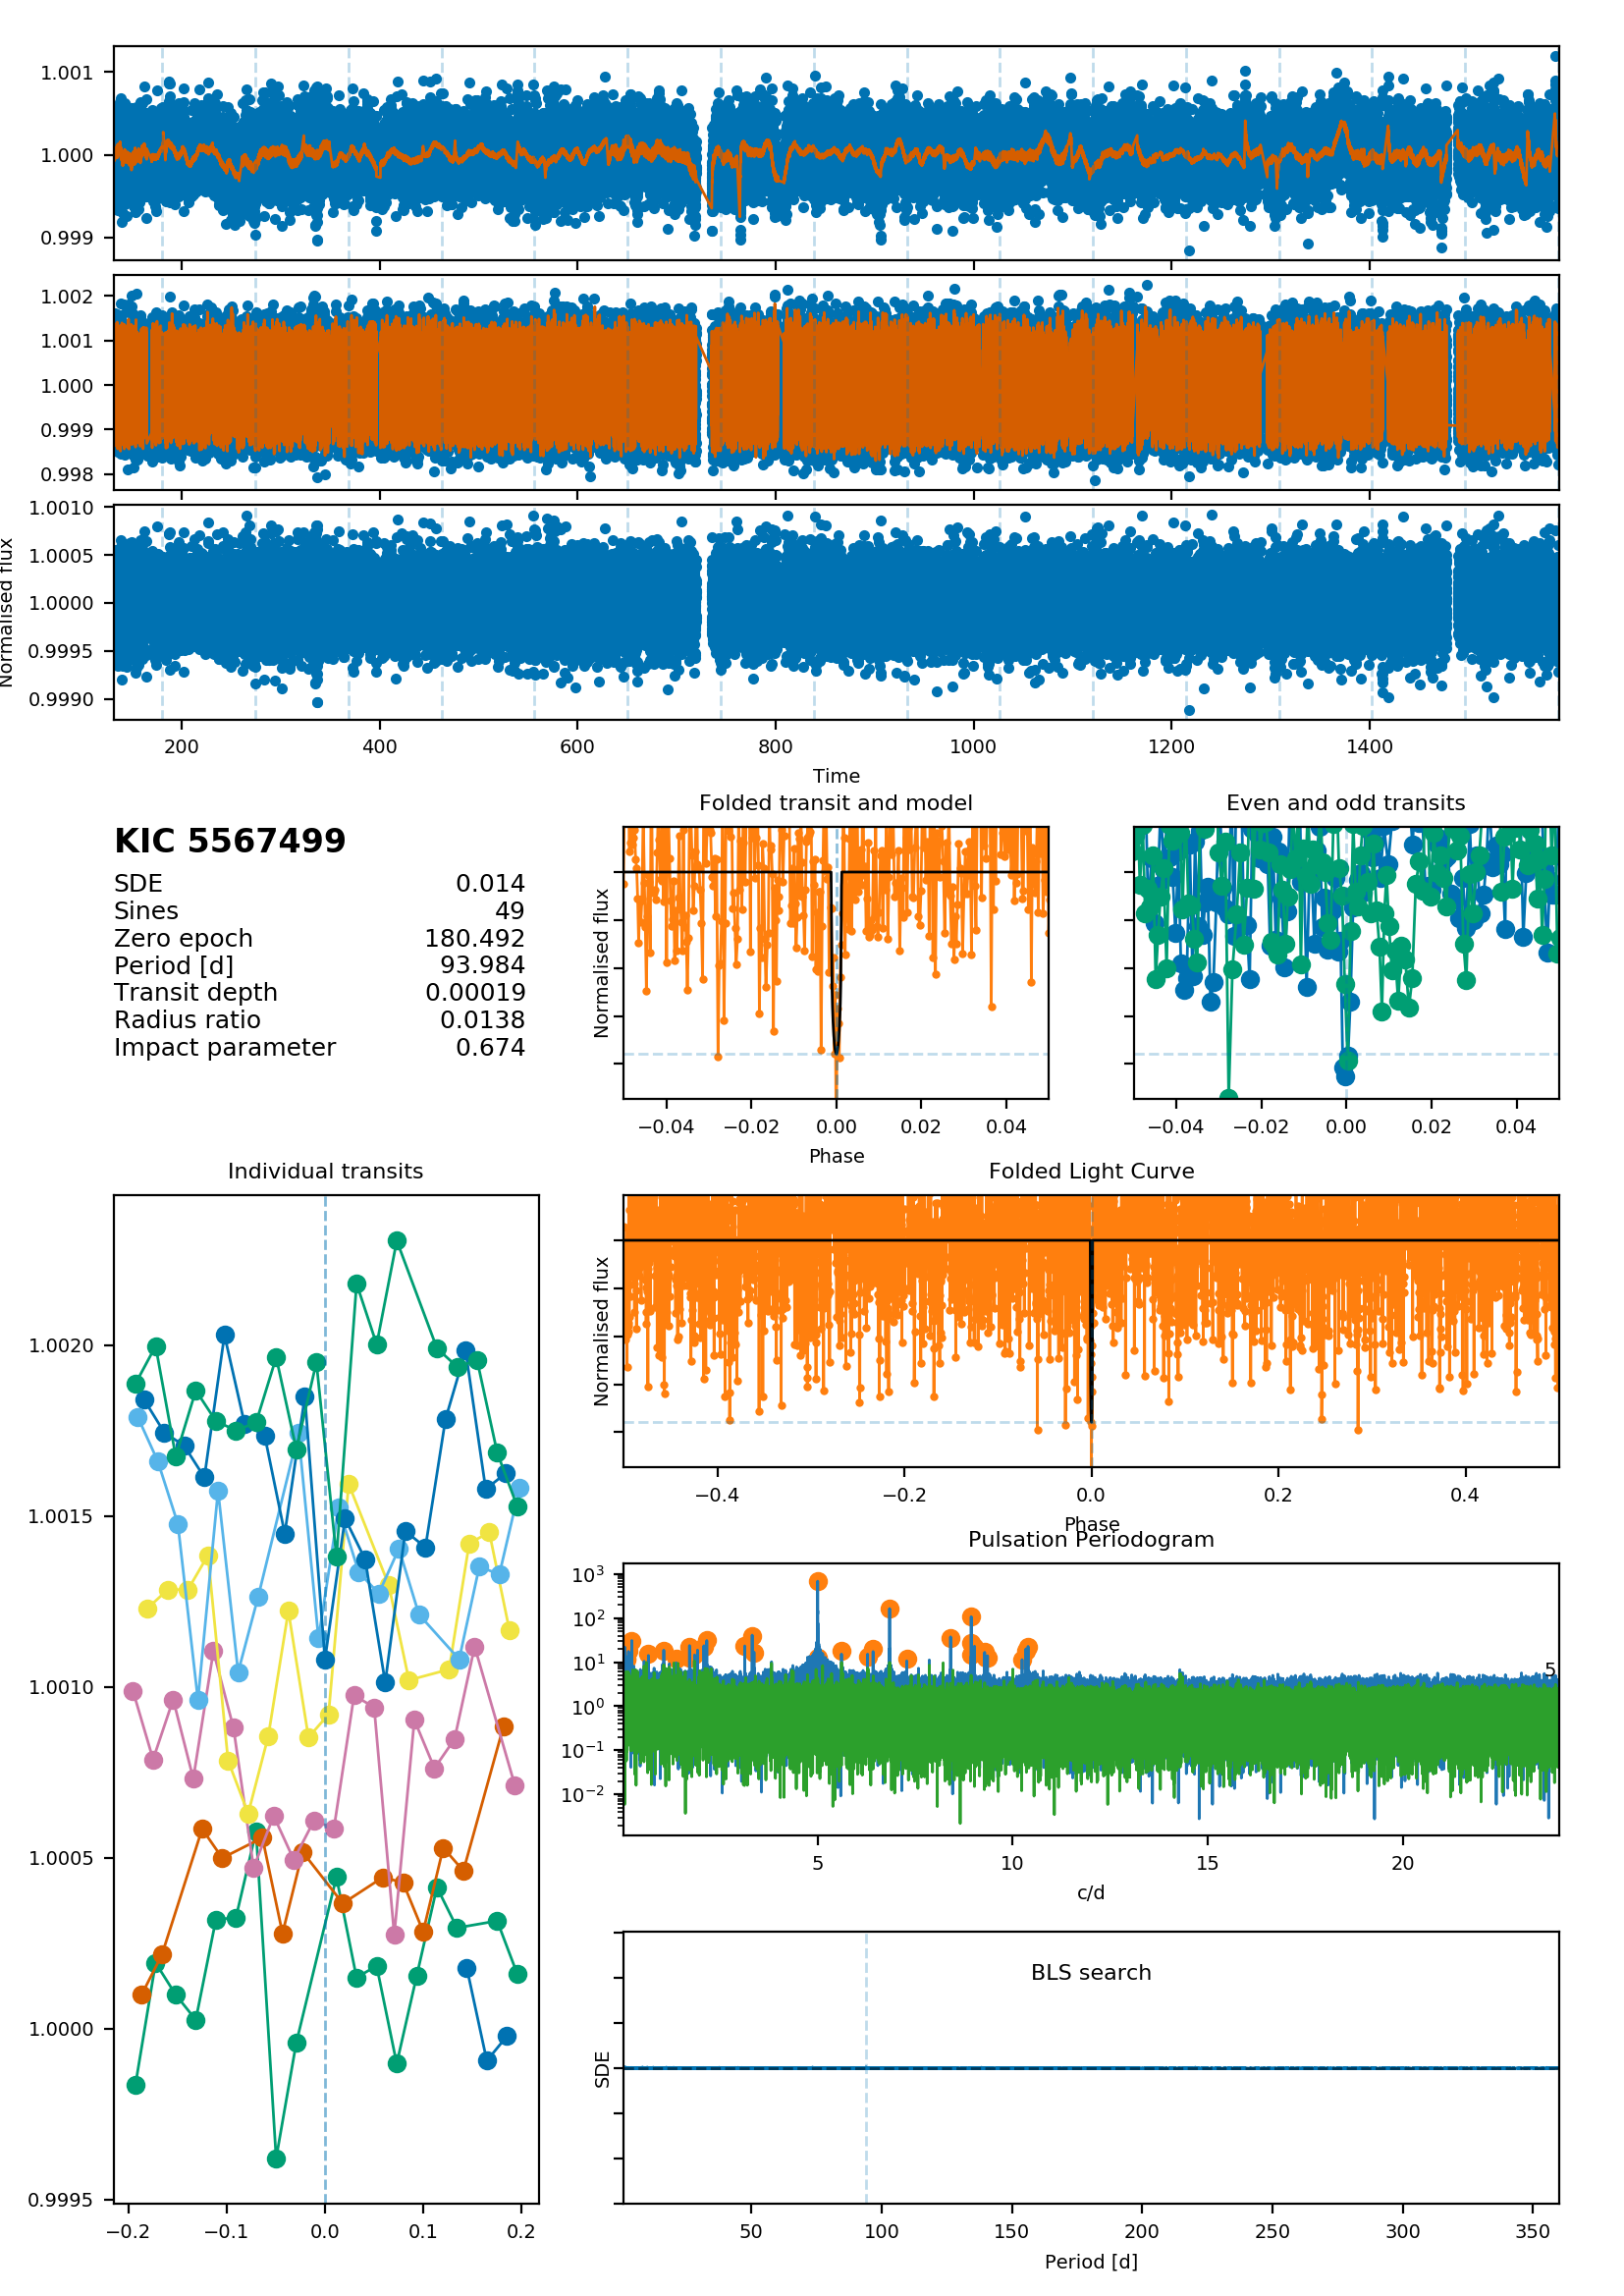 1.001
1.000
0.999
1.002
1.001
1.000
0.999
0.998
1.0010
1.0005
1.0000
0.9995
0.9990
Normalised flux
200 400 600 800 1000 1200 1400
Time
KIC 5567499
SDE 0.014
Sines 49
Zero epoch 180.492
Period [d] 93.984
Transit depth 0.00019
Radius ratio 0.0138
Impact parameter 0.674
Folded transit and model
Normalised flux
−0.04 −0.02 0.00 0.02 0.04
Phase
Even and odd transits
−0.04 −0.02 0.00 0.02 0.04
Individual transits
1.0020
1.0015
1.0010
1.0005
1.0000
0.9995
−0.2 −0.1 0.0 0.1 0.2
Folded Light Curve
Normalised flux
−0.4 −0.2 0.0 0.2 0.4
Phase
Pulsation Periodogram
10³
10²
10¹
10⁰
10⁻¹
10⁻²
5
5 10 15 20
c/d
BLS search
SDE
50 100 150 200 250 300 350
Period [d]